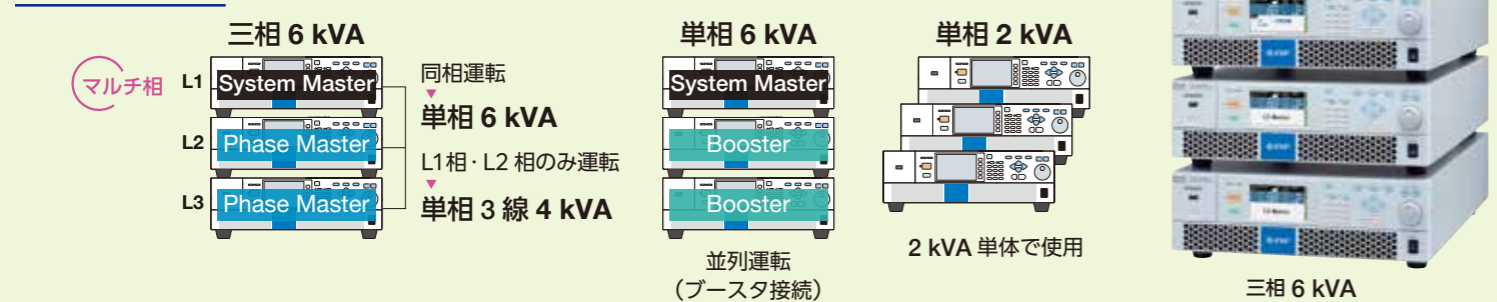 三相 6 kVA
マルチ相
L1
System Master
L2
Phase Master
L3
Phase Master
同相運転
単相 6 kVA
L1相・L2 相のみ運転
単相 3 線 4 kVA
単相 6 kVA
System Master
Booster
Booster
並列運転
（ブースタ接続）
単相 2 kVA
2 kVA 単体で使用
三相 6 kVA